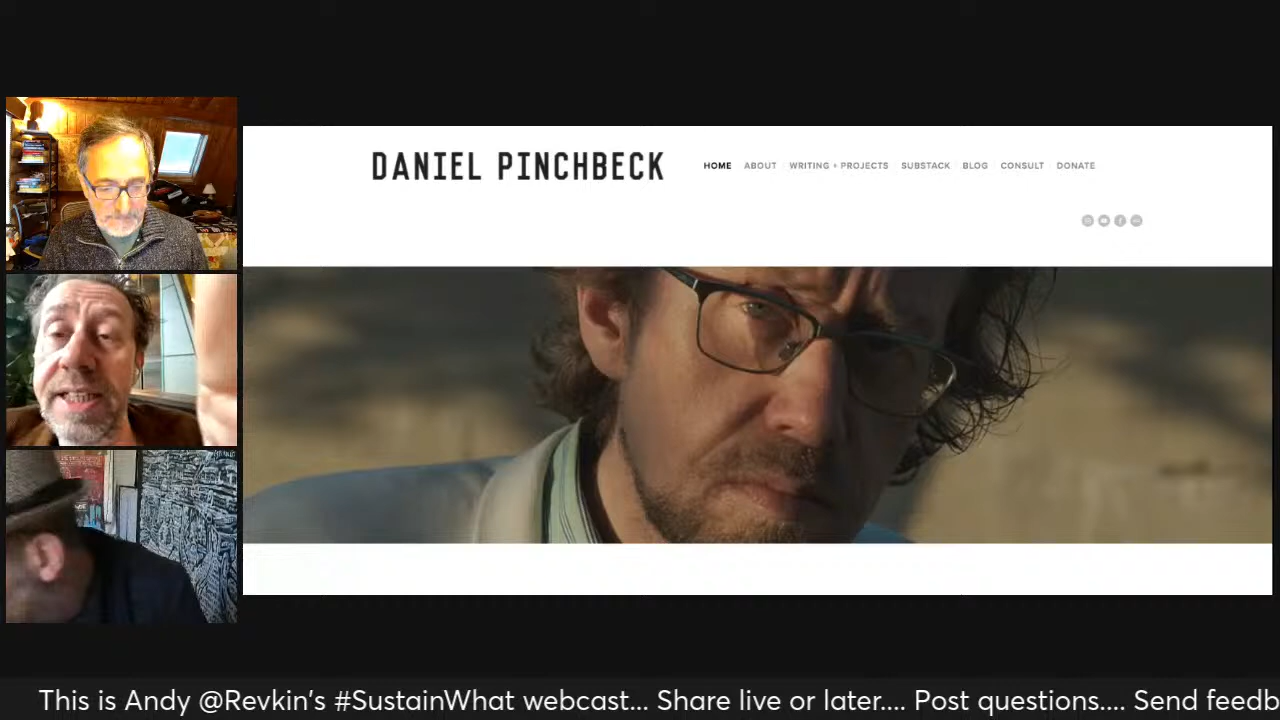 DANIEL PINCHBECK
HOME ABOUT WRITING + PROJECTS SUBSTACK BLOG CONSULT DONATE
This is Andy @Revkin's #SustainWhat webcast... Share live or later.... Post questions.... Send feedb